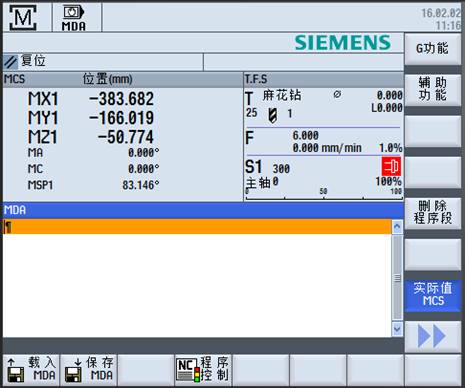 M
MDA
16.02.02
11:16
SIEMENS
G功能
复位
MCS 位置(mm) T.F.S
MX1 -383.682
MY1 -166.019
MZ1 -50.774
MA 0.000°
MC 0.000°
MSP1 83.146°
T 麻花钻 ⌀ 0.000
25 1 L0.000
F 6.000
0.000 mm/min 1.0%
S1 300
主轴 0 100%
0 50 100
辅助
功能
删除
程序段
实际值
MCS
MDA
¶
载入
MDA
保存
MDA
NC 程序
控制